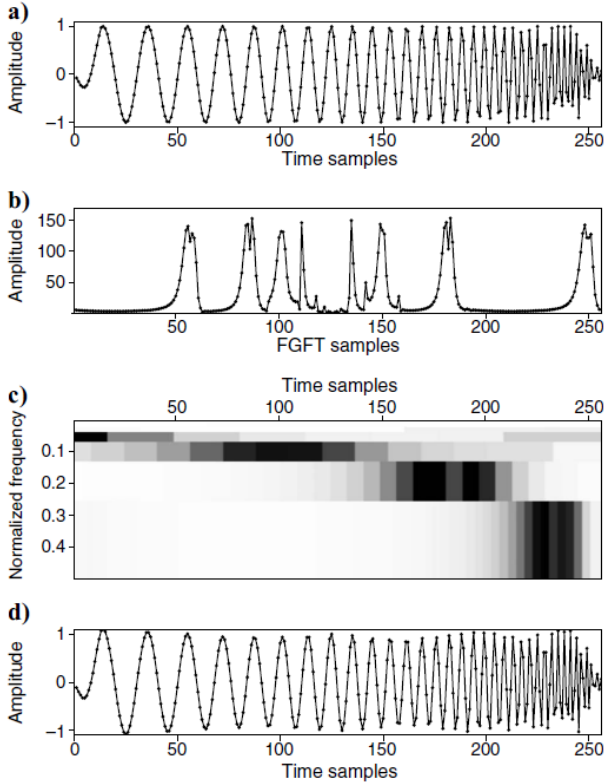 a)
Amplitude
1
0
−1
0 50 100 150 200 250
Time samples
b)
Amplitude
150
100
50
50 100 150 200 250
FGFT samples
c)
Time samples
50 100 150 200 250
Normalized frequency
0.1
0.2
0.3
0.4
d)
Amplitude
1
0
−1
0 50 100 150 200 250
Time samples